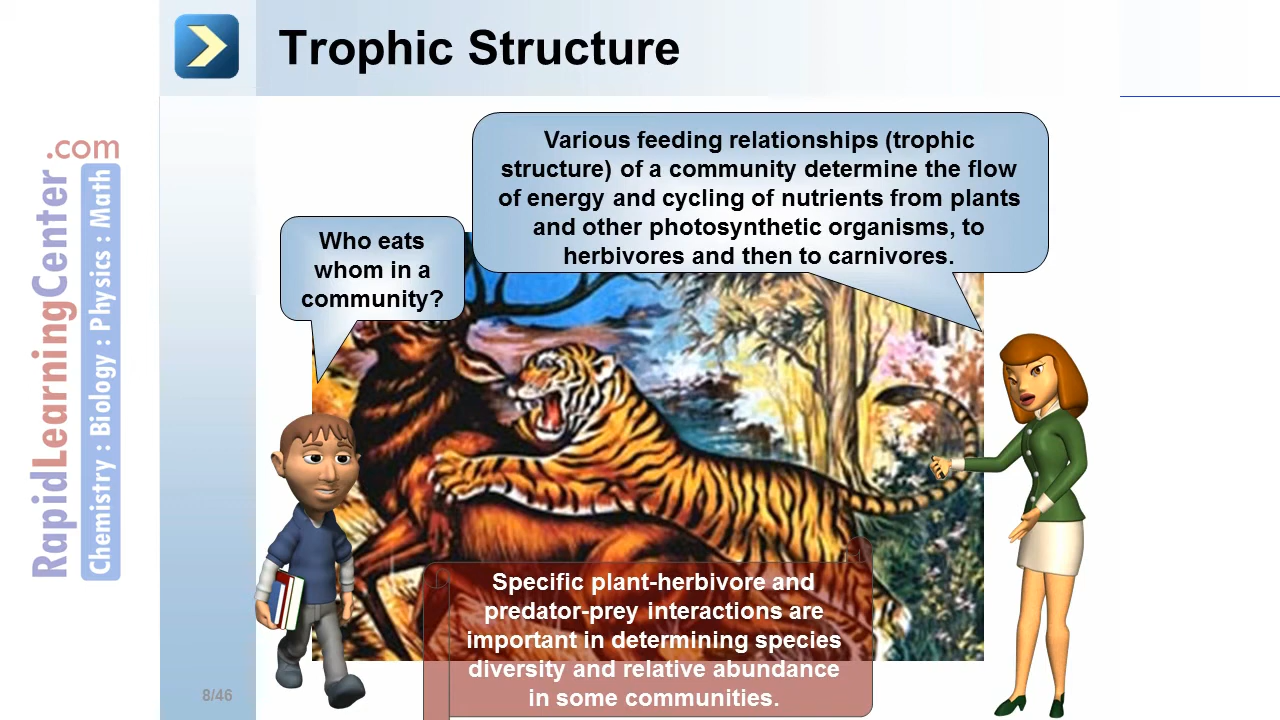 Trophic Structure
Various feeding relationships (trophic
structure) of a community determine the flow
of energy and cycling of nutrients from plants
and other photosynthetic organisms, to
herbivores and then to carnivores.
Who eats
whom in a
community?
Specific plant-herbivore and
predator-prey interactions are
important in determining species
diversity and relative abundance
in some communities.
RapidLearningCenter.com
Chemistry : Biology : Physics : Math
8/46